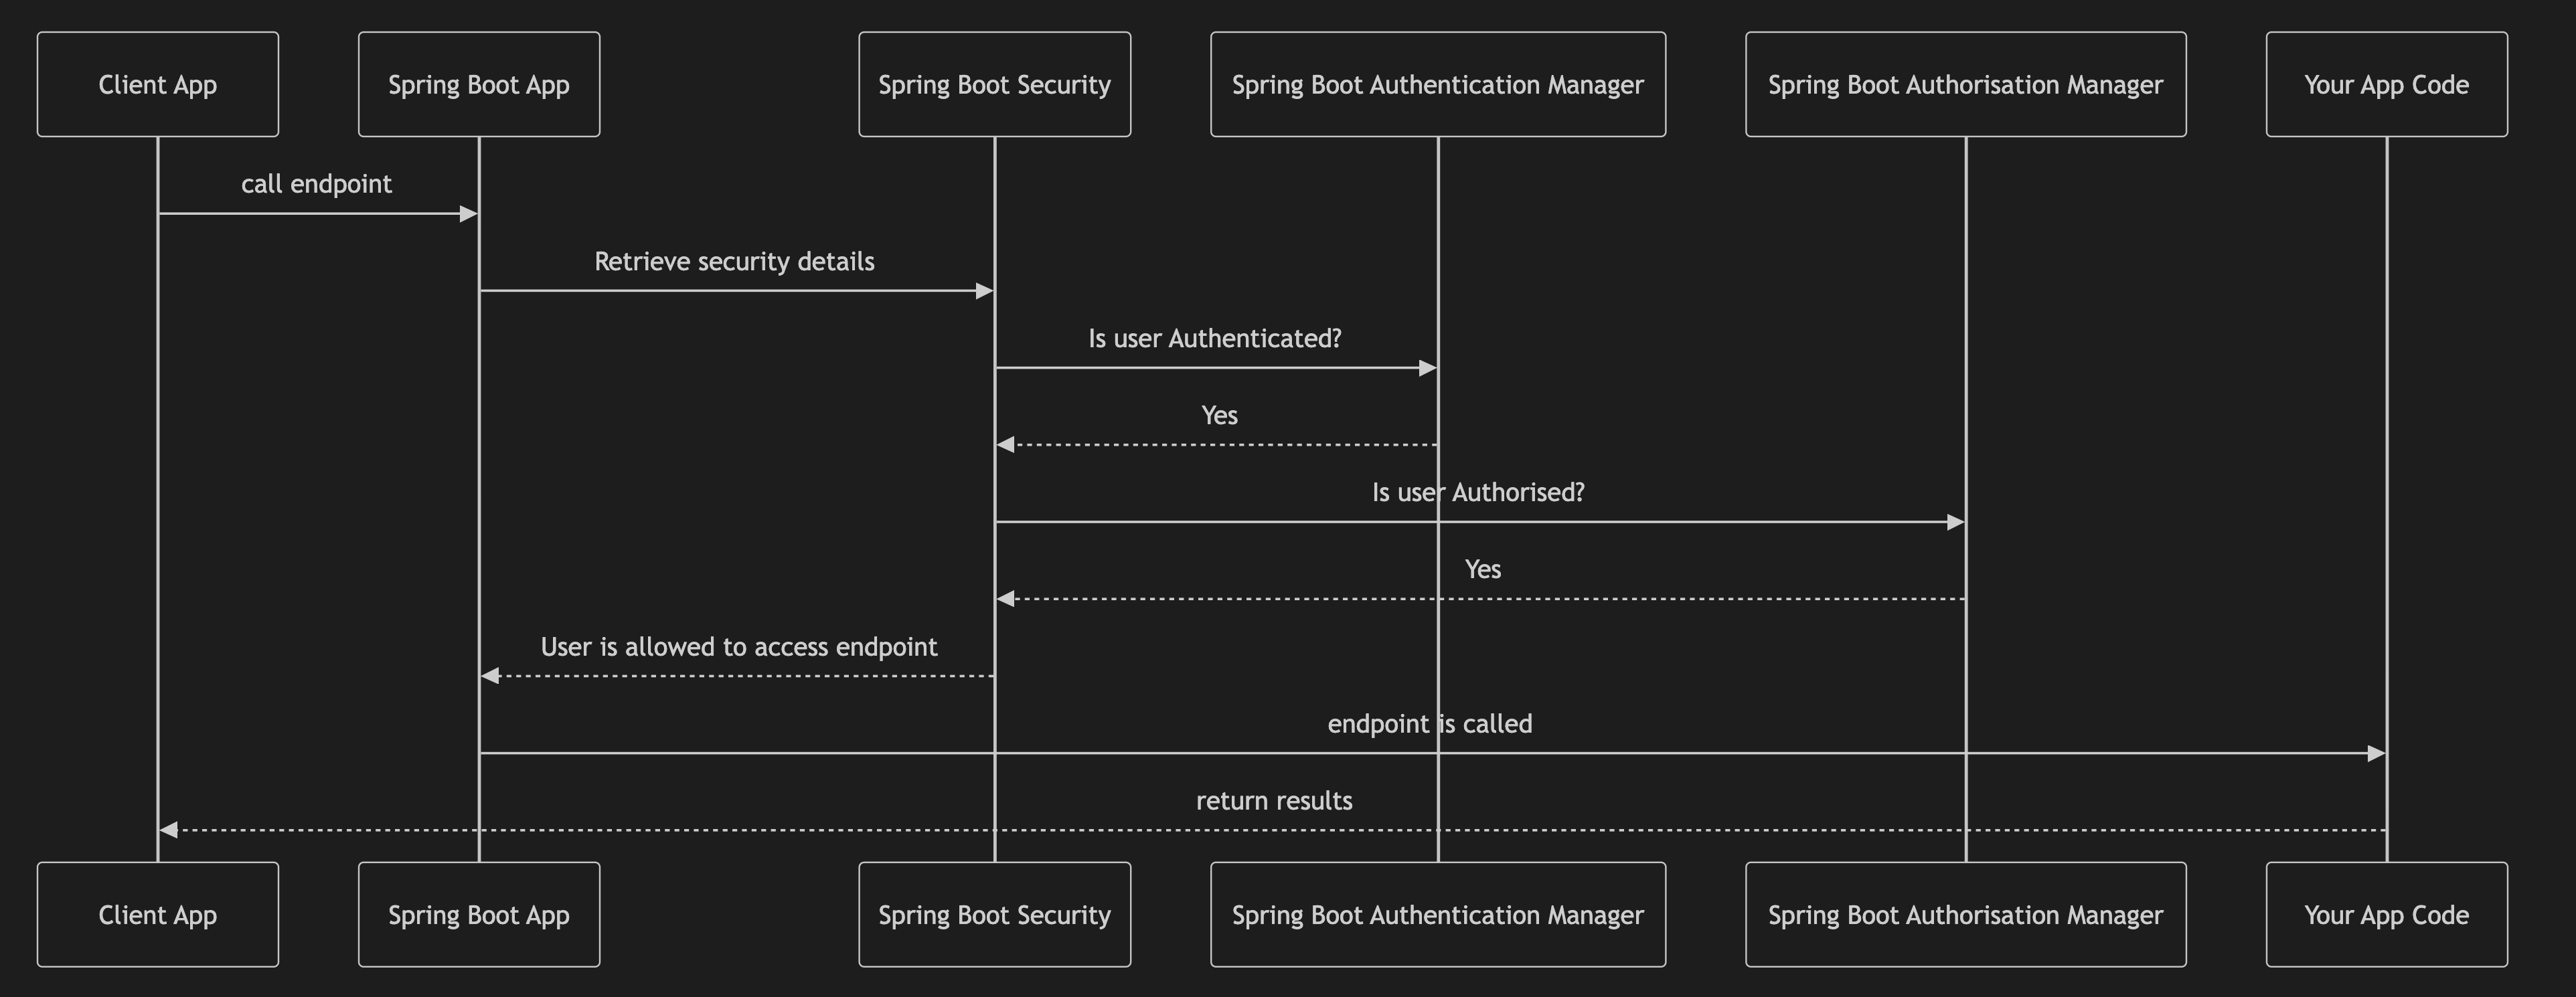 Client App
Spring Boot App
Spring Boot Security
Spring Boot Authentication Manager
Spring Boot Authorisation Manager
Your App Code
call endpoint
Retrieve security details
Is user Authenticated?
Yes
Is user Authorised?
Yes
User is allowed to access endpoint
endpoint is called
return results
Client App
Spring Boot App
Spring Boot Security
Spring Boot Authentication Manager
Spring Boot Authorisation Manager
Your App Code